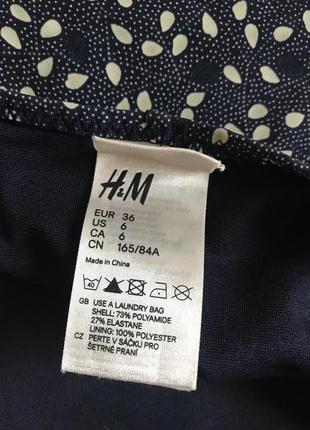 H&M
EUR 36
US 6
CA 6
CN 165/84A
Made in China
40
GB USE A LAUNDRY BAG
SHELL: 73% POLYAMIDE
27% ELASTANE
LINING: 100% POLYESTER
CZ PERTE V SÁČKU PRO
ŠETRNÉ PRANÍ